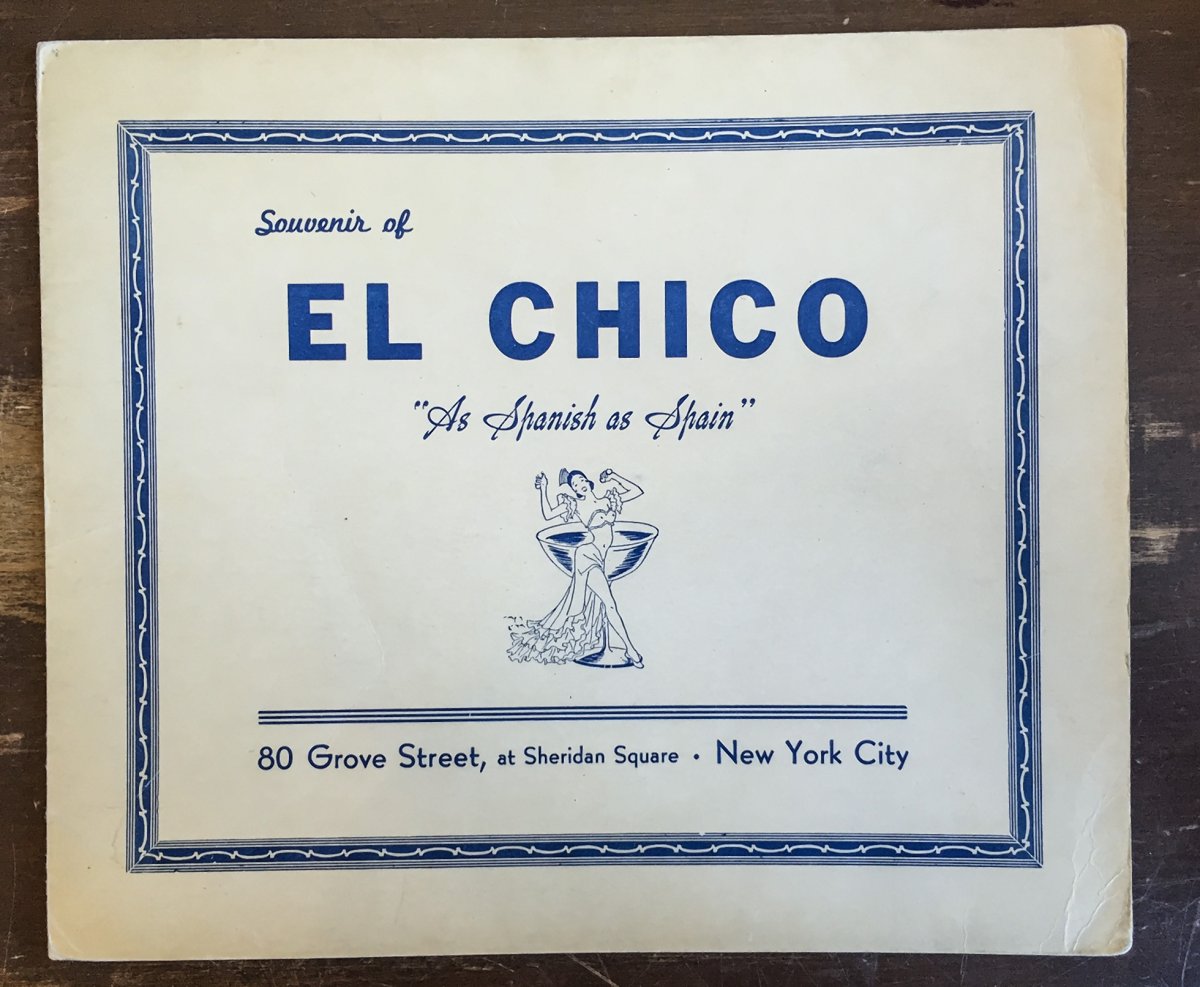 Souvenir of
EL CHICO
“As Spanish as Spain”
80 Grove Street, at Sheridan Square • New York City